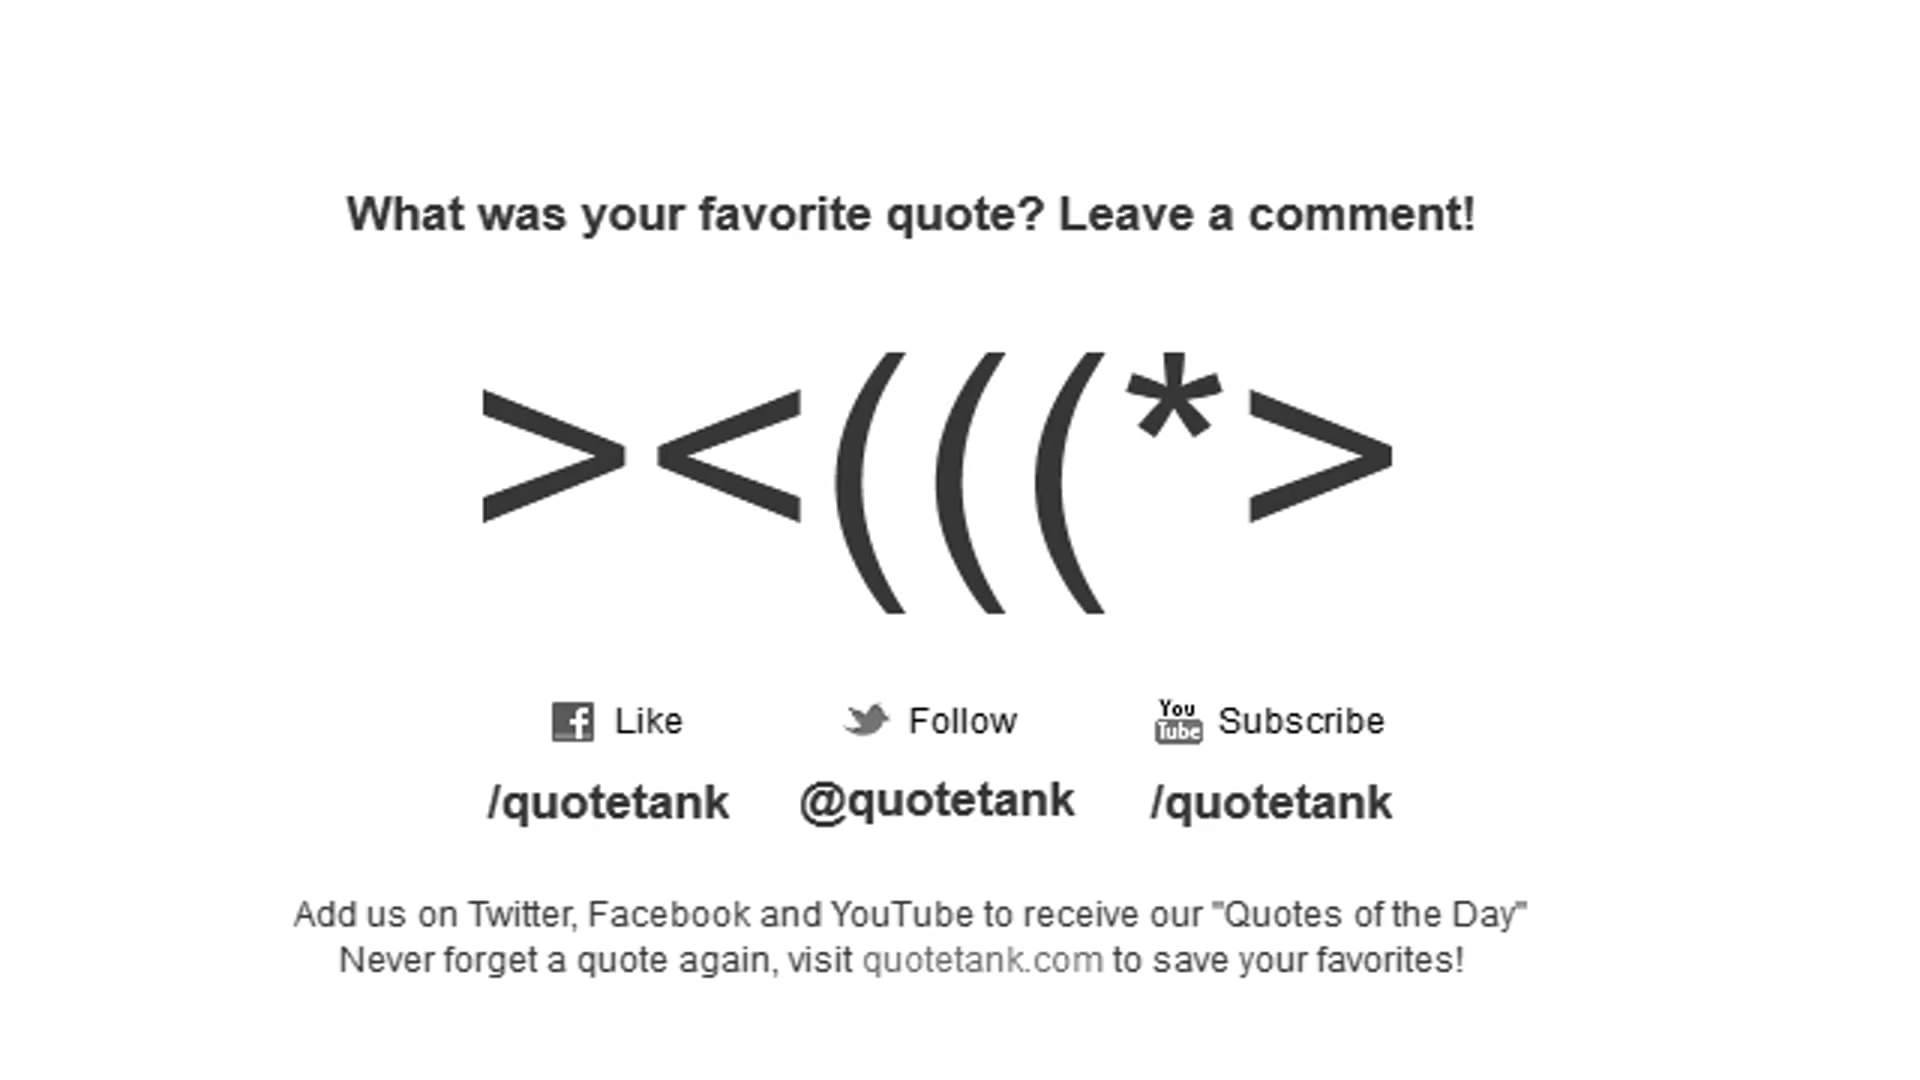 What was your favorite quote? Leave a comment!
><(((*>
f Like Follow You Tube Subscribe
/quotetank @quotetank /quotetank
Add us on Twitter, Facebook and YouTube to receive our "Quotes of the Day"
Never forget a quote again, visit quotetank.com to save your favorites!